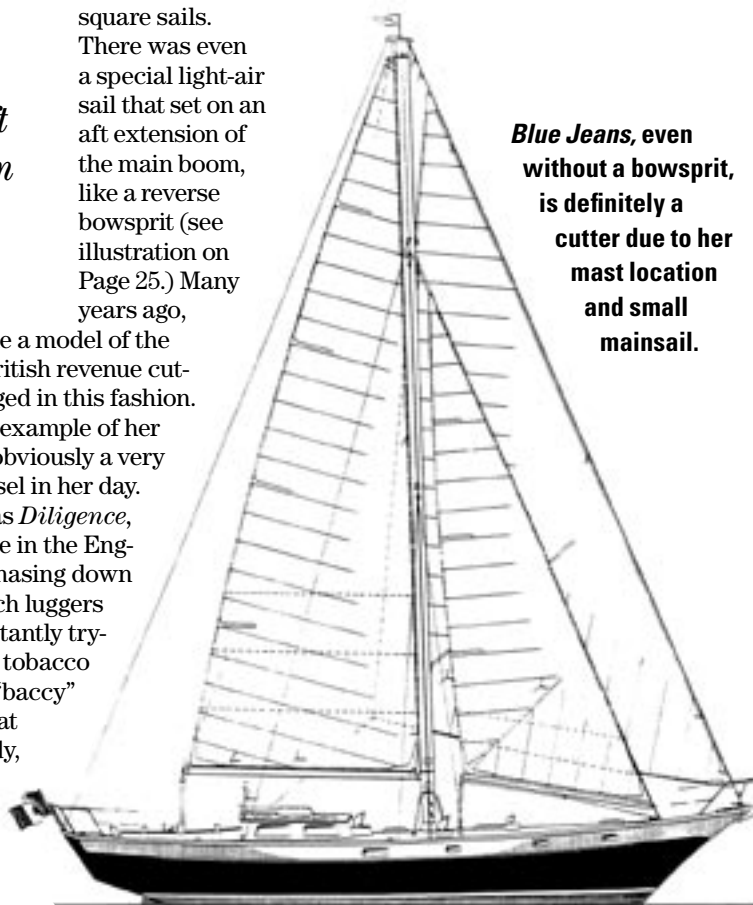 ft
n
square sails.
There was even
a special light-air
sail that set on an
aft extension of
the main boom,
like a reverse
bowsprit (see
illustration on
Page 25.) Many
years ago,
e a model of the
ritish revenue cut-
ged in this fashion.
example of her
obviously a very
sel in her day.
as Diligence,
e in the Eng-
hasing down
ch luggers
tantly try-
tobacco
“baccy”
at
ly,
Blue Jeans, even
without a bowsprit,
is definitely a
cutter due to her
mast location
and small
mainsail.